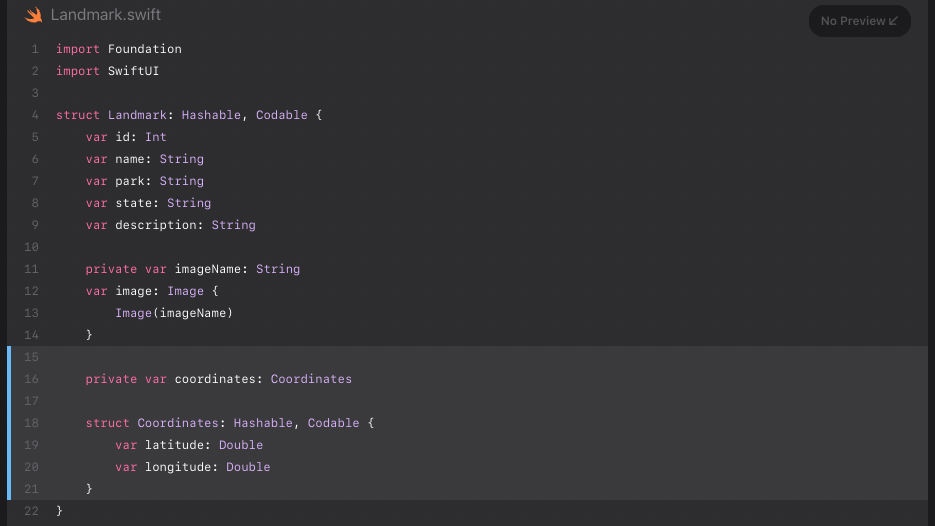 Landmark.swift
No Preview
1 import Foundation
2 import SwiftUI
3
4 struct Landmark: Hashable, Codable {
5     var id: Int
6     var name: String
7     var park: String
8     var state: String
9     var description: String
10
11     private var imageName: String
12     var image: Image {
13         Image(imageName)
14     }
15
16     private var coordinates: Coordinates
17
18     struct Coordinates: Hashable, Codable {
19         var latitude: Double
20         var longitude: Double
21     }
22 }